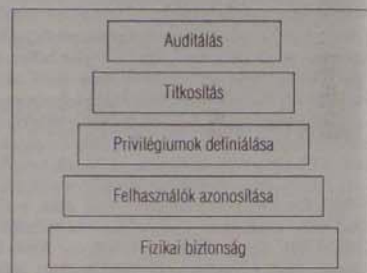 Auditálás
Titkosítás
Privilégiumok definiálása
Felhasználók azonosítása
Fizikai biztonság